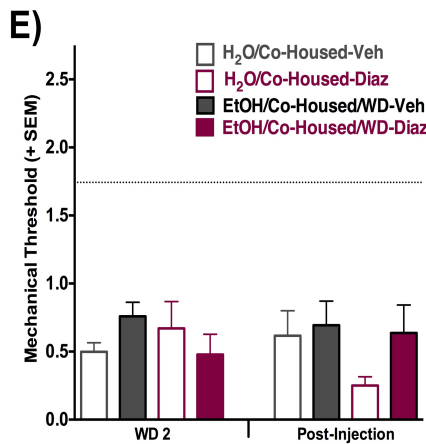 E)
H₂O/Co-Housed-Veh
H₂O/Co-Housed-Diaz
EtOH/Co-Housed/WD-Veh
EtOH/Co-Housed/WD-Diaz
Mechanical Threshold (+ SEM)
2.5
2.0
1.5
1.0
0.5
0.0
WD 2
Post-Injection